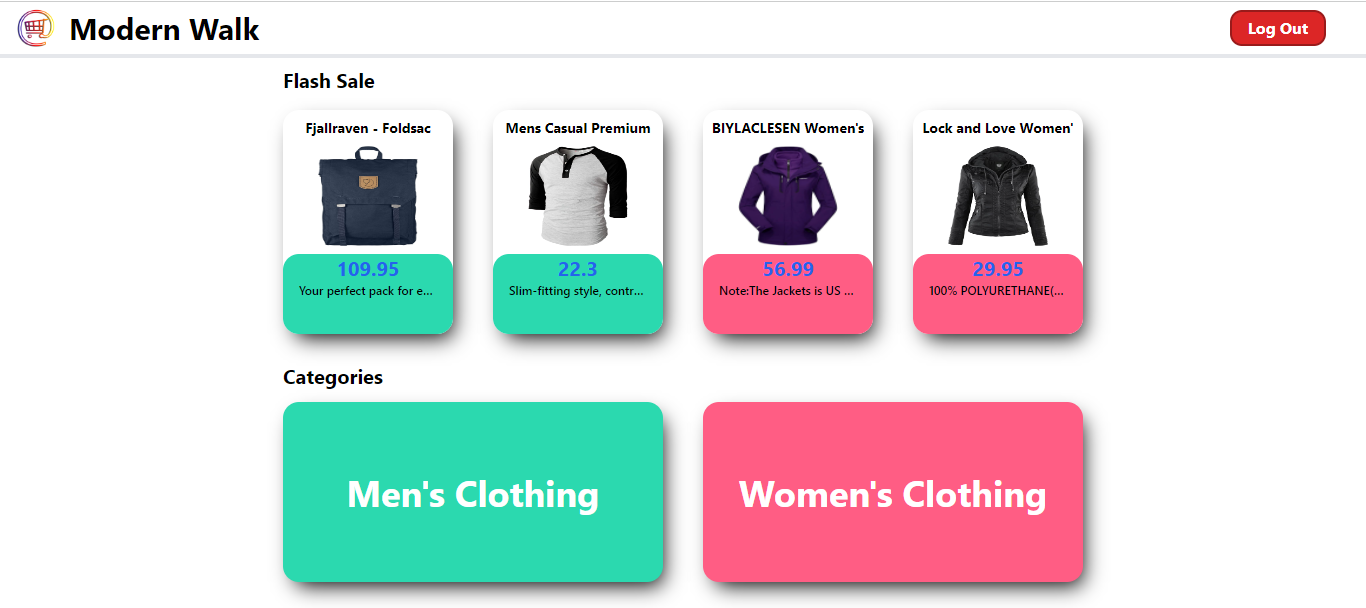 Modern Walk
Log Out
Flash Sale
Fjallraven - Foldsac
Mens Casual Premium
BIYLACLESEN Women's
Lock and Love Women'
109.95
22.3
56.99
29.95
Your perfect pack for e...
Slim-fitting style, contr...
Note:The Jackets is US ...
100% POLYURETHANE(...
Categories
Men's Clothing
Women's Clothing